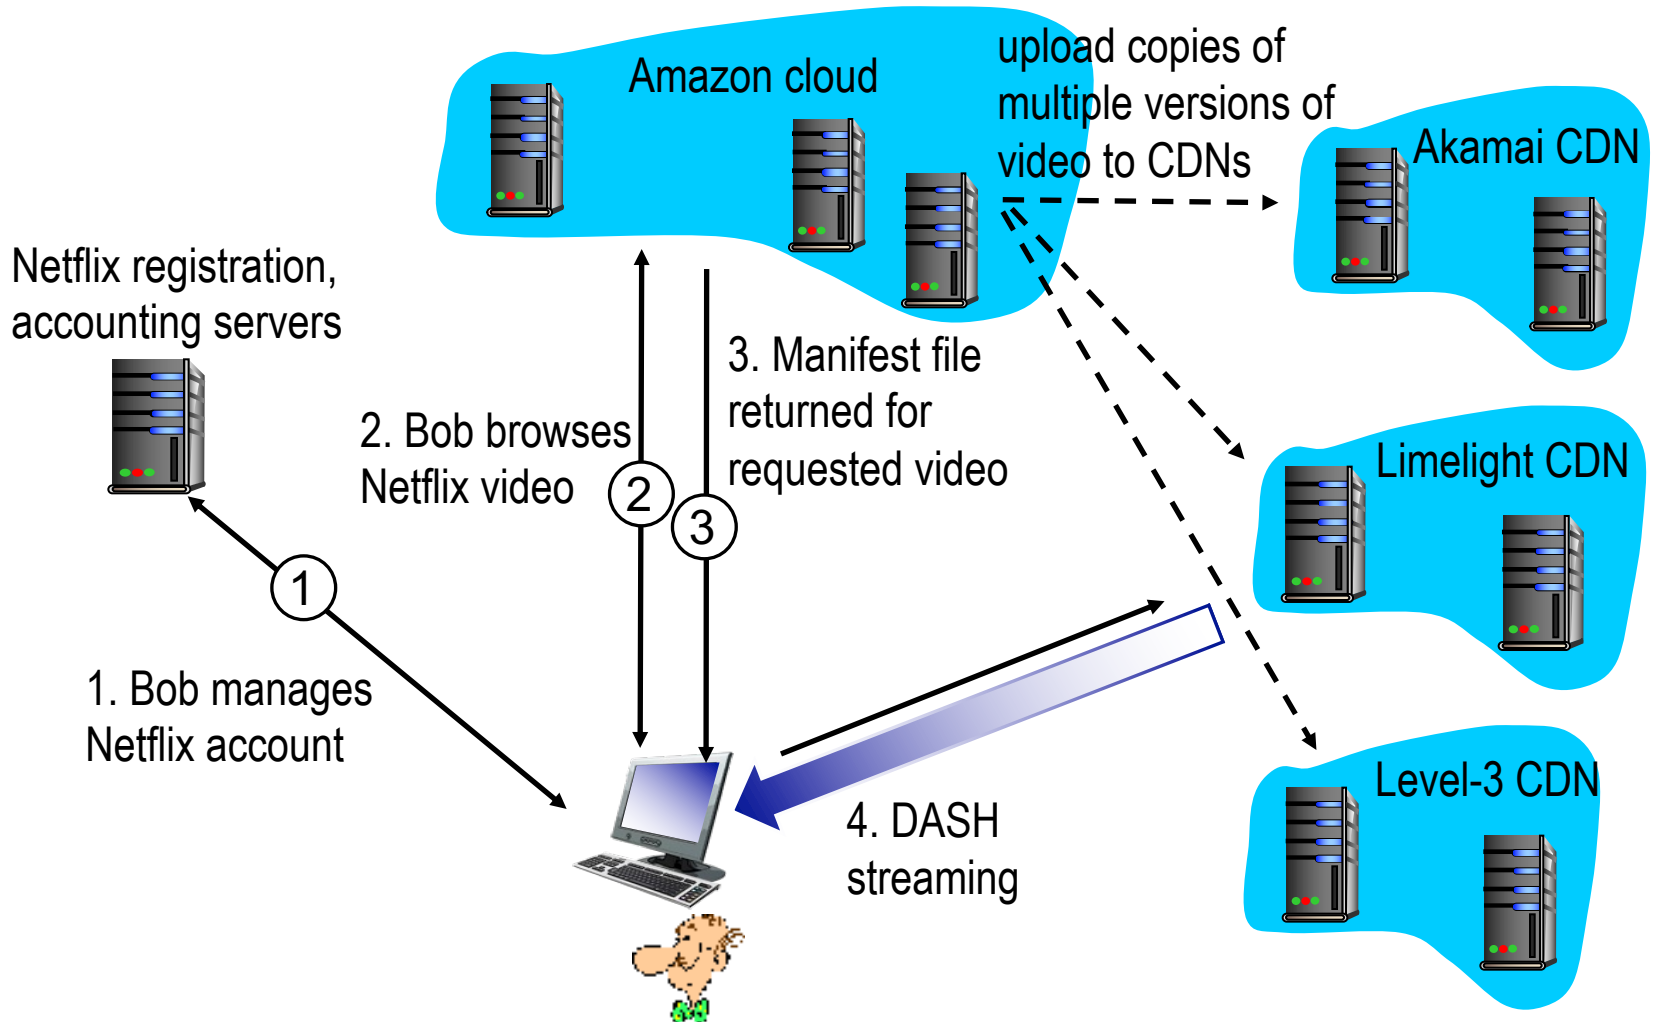 Amazon cloud
upload copies of
multiple versions of
video to CDNs
Akamai CDN
Netflix registration,
accounting servers
3. Manifest file
returned for
requested video
2. Bob browses
Netflix video
2
3
Limelight CDN
1
1. Bob manages
Netflix account
Level-3 CDN
4. DASH
streaming